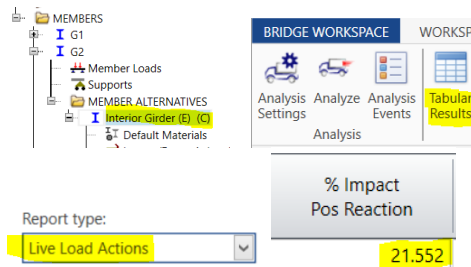 MEMBERS
G1
G2
Member Loads
Supports
MEMBER ALTERNATIVES
Interior Girder (E) (C)
Default Materials
BRIDGE WORKSPACE WORKSP
Analysis Settings
Analyze
Analysis Events
Tabular Results
Analysis
Report type:
Live Load Actions
% Impact
Pos Reaction
21.552